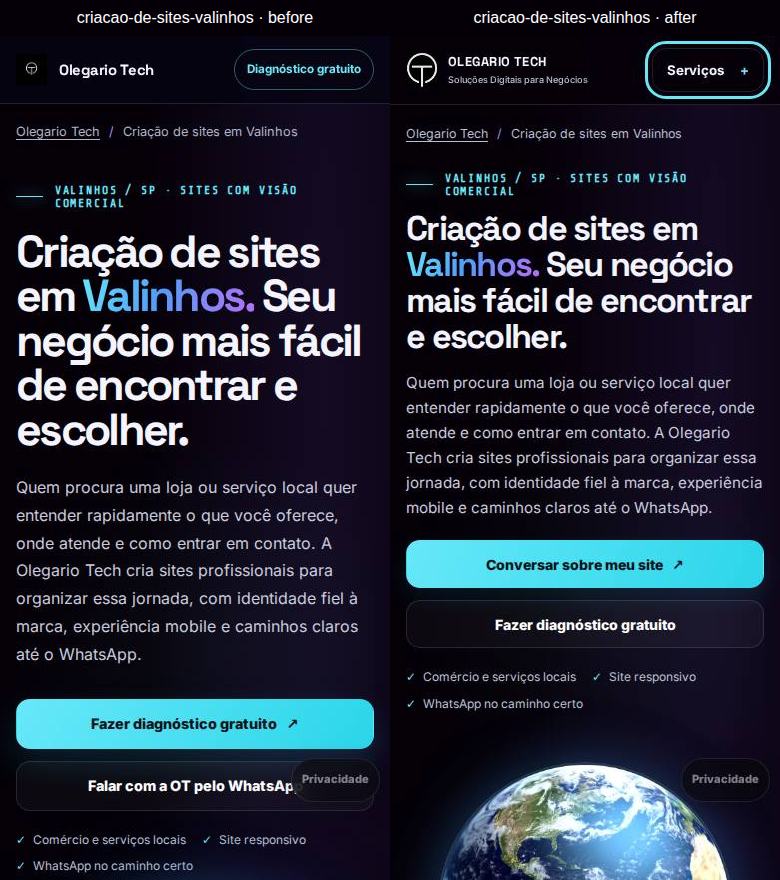 criacao-de-sites-valinhos · before
Olegario Tech
Diagnóstico gratuito
Olegario Tech / Criação de sites em Valinhos
VALINHOS / SP · SITES COM VISÃO
COMERCIAL
Criação de sites
em Valinhos. Seu
negócio mais fácil
de encontrar e
escolher.
Quem procura uma loja ou serviço local quer
entender rapidamente o que você oferece,
onde atende e como entrar em contato. A
Olegario Tech cria sites profissionais para
organizar essa jornada, com identidade fiel à
marca, experiência mobile e caminhos claros
até o WhatsApp.
Fazer diagnóstico gratuito ↗
Falar com a OT pelo WhatsApp
Privacidade
✓ Comércio e serviços locais ✓ Site responsivo
✓ WhatsApp no caminho certo
criacao-de-sites-valinhos · after
OLEGARIO TECH
Soluções Digitais para Negócios
Serviços +
Olegario Tech / Criação de sites em Valinhos
VALINHOS / SP · SITES COM VISÃO
COMERCIAL
Criação de sites em
Valinhos. Seu negócio
mais fácil de encontrar
e escolher.
Quem procura uma loja ou serviço local quer
entender rapidamente o que você oferece, onde
atende e como entrar em contato. A Olegario
Tech cria sites profissionais para organizar essa
jornada, com identidade fiel à marca, experiência
mobile e caminhos claros até o WhatsApp.
Conversar sobre meu site ↗
Fazer diagnóstico gratuito
✓ Comércio e serviços locais ✓ Site responsivo
✓ WhatsApp no caminho certo
Privacidade